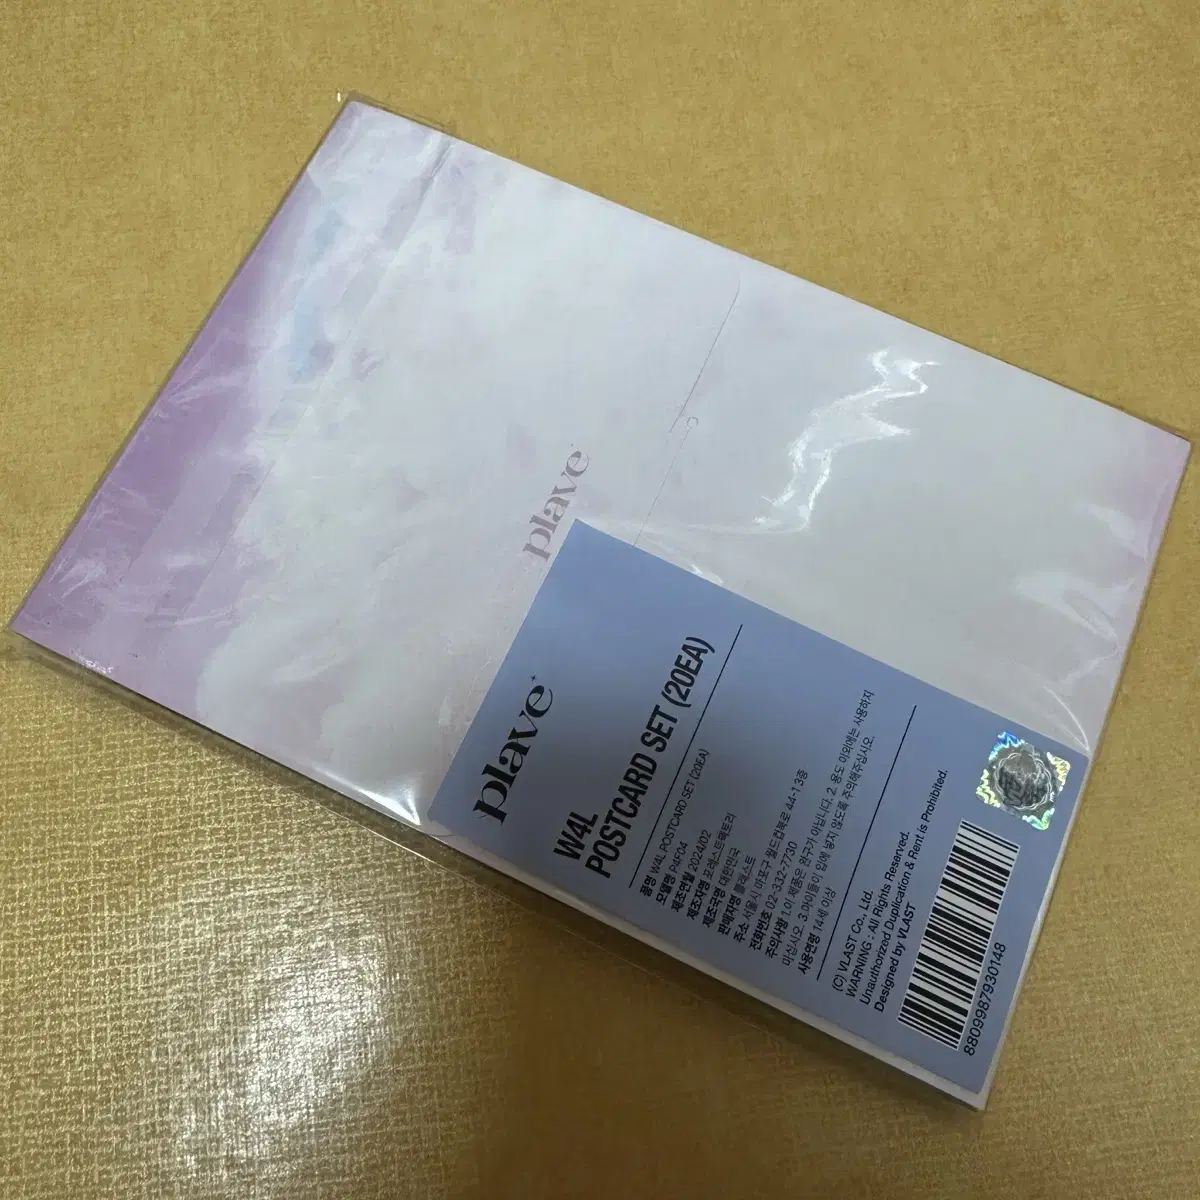 plave
plave
W4L
POSTCARD SET (20EA)
품명 W4L POSTCARD SET (20EA)
모델명 P4F04
제조연월 2024/02
제조자명 포레스트팩토리
제조국명 대한민국
판매자명 블래스트
주소 서울시 마포구 월드컵북로 44-1 3층
전화번호 02-332-7730
주의사항 1.이 제품은 완구가 아닙니다. 2. 용도 이외에는 사용하지
마십시오. 3.아이들이 입에 넣지 않도록 주의해주십시오.
사용연령 14세 이상
(C) VLAST Co., Ltd.
WARNING : All Rights Reserved.
Unauthorized Duplication & Rent is Prohibited.
Designed by VLAST
8809987930148